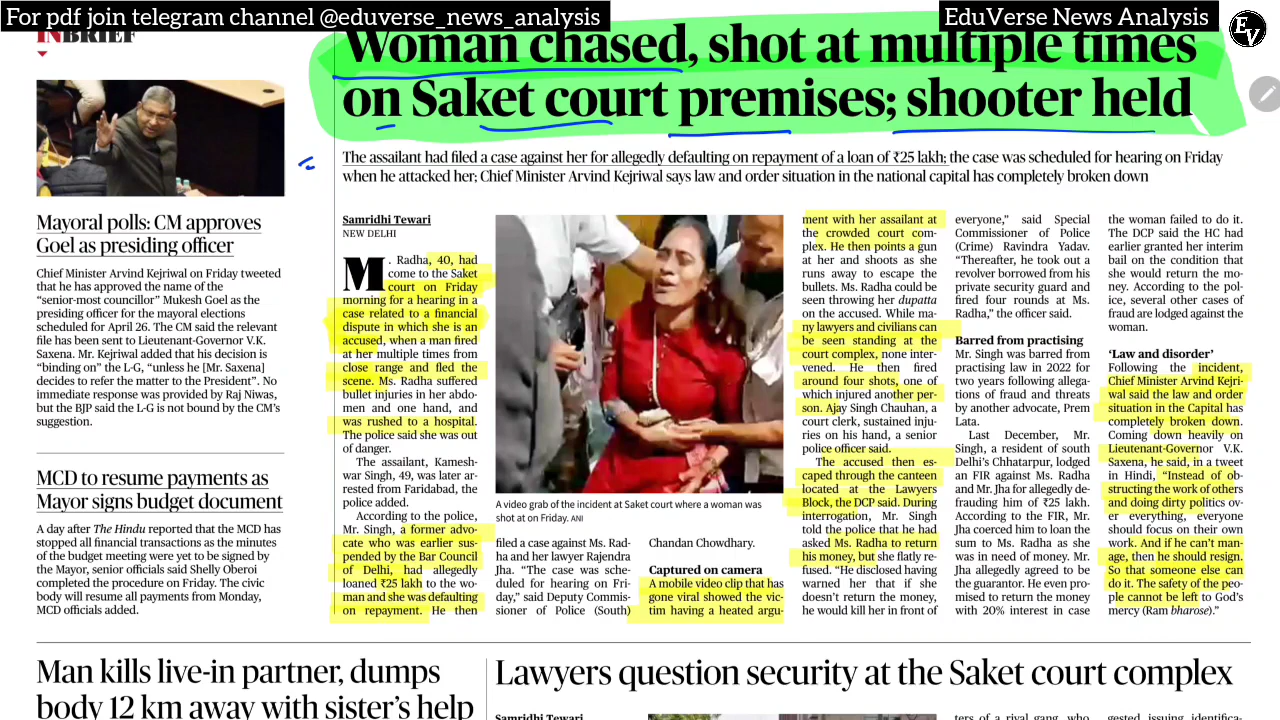 For pdf join telegram channel @eduverse_news_analysis
EduVerse News Analysis
EV
INBRIEF
Mayoral polls: CM approves
Goel as presiding officer
Chief Minister Arvind Kejriwal on Friday tweeted
that he has approved the name of the
“senior-most councillor” Mukesh Goel as the
presiding officer for the mayoral elections
scheduled for April 26. The CM said the relevant
file has been sent to Lieutenant-Governor V.K.
Saxena. Mr. Kejriwal added that his decision is
“binding” on the L-G, “unless he [Mr. Saxena]
decides to refer the matter to the President”. No
immediate response was provided by Raj Niwas,
but the BJP said the L-G is not bound by the CM’s
suggestion.
MCD to resume payments as
Mayor signs budget document
A day after The Hindu reported that the MCD has
stopped all financial transactions as the minutes
of the budget meeting were yet to be signed by
the Mayor, senior officials said Shelly Oberoi
completed the procedure on Friday. The civic
body will resume all payments from Monday,
MCD officials added.
Woman chased, shot at multiple times
on Saket court premises; shooter held
The assailant had filed a case against her for allegedly defaulting on repayment of a loan of ₹25 lakh; the case was scheduled for hearing on Friday
when he attacked her; Chief Minister Arvind Kejriwal says law and order situation in the national capital has completely broken down
Samridhi Tewari
NEW DELHI
M. Radha, 40, had
come to the Saket
court on Friday
morning for a hearing in a
case related to a financial
dispute in which she is an
accused, when a man fired
at her multiple times from
close range and fled the
scene. Ms. Radha suffered
bullet injuries in her abdo-
men and one hand, and
was rushed to a hospital.
The police said she was out
of danger.
The assailant, Kamesh-
war Singh, 49, was later ar-
rested from Faridabad, the
police added.
According to the police,
Mr. Singh, a former advo-
cate who was earlier sus-
pended by the Bar Council
of Delhi, had allegedly
loaned ₹25 lakh to the wo-
man and she was defaulting
on repayment. He then
A video grab of the incident at Saket court where a woman was
shot at on Friday. ANI
filed a case against Ms. Rad-
ha and her lawyer Rajendra
Jha. “The case was sche-
duled for hearing on Fri-
day,” said Deputy Commis-
sioner of Police (South)
Chandan Chowdhary.
Captured on camera
A mobile video clip that has
gone viral showed the vic-
tim having a heated argu-
ment with her assailant at
the crowded court com-
plex. He then points a gun
at her and shoots as she
runs away to escape the
bullets. Ms. Radha could be
seen throwing her dupatta
on the accused. While ma-
ny lawyers and civilians can
be seen standing at the
court complex, none inter-
vened. He then fired
around four shots, one of
which injured another per-
son. Ajay Singh Chauhan, a
court clerk, sustained inju-
ries on his hand, a senior
police officer said.
The accused then es-
caped through the canteen
located at the Lawyers
Block, the DCP said. During
interrogation, Mr. Singh
told the police that he had
asked Ms. Radha to return
his money, but she flatly re-
fused. “He disclosed having
warned her that if she
doesn’t return the money,
he would kill her in front of
everyone,” said Special
Commissioner of Police
(Crime) Ravindra Yadav.
“Thereafter, he took out a
revolver borrowed from his
private security guard and
fired four rounds at Ms.
Radha,” the officer said.
Barred from practising
Mr. Singh was barred from
practising law in 2022 for
two years following allega-
tions of fraud and threats
by another advocate, Prem
Lata.
Last December, Mr.
Singh, a resident of south
Delhi’s Chhatarpur, lodged
an FIR against Ms. Radha
and Mr. Jha for allegedly de-
frauding him of ₹25 lakh.
According to the FIR, Mr.
Jha coerced him to loan the
sum to Ms. Radha as she
was in need of money. Mr.
Jha allegedly agreed to be
the guarantor. He even pro-
mised to return the money
with 20% interest in case
the woman failed to do it.
The DCP said the HC had
earlier granted her interim
bail on the condition that
she would return the mo-
ney. According to the pol-
ice, several other cases of
fraud are lodged against the
woman.
‘Law and disorder’
Following the incident,
Chief Minister Arvind Kejri-
wal said the law and order
situation in the Capital has
completely broken down.
Coming down heavily on
Lieutenant-Governor V.K.
Saxena, he said, in a tweet
in Hindi, “Instead of ob-
structing the work of others
and doing dirty politics ov-
er everything, everyone
should focus on their own
work. And if he can’t man-
age, then he should resign.
So that someone else can
do it. The safety of the peo-
ple cannot be left to God’s
mercy (Ram bharose).”
Man kills live-in partner, dumps
body 12 km away with sister’s help
Lawyers question security at the Saket court complex
Samridhi Tewari
ters of a rival gang, who
gested issuing identifica-